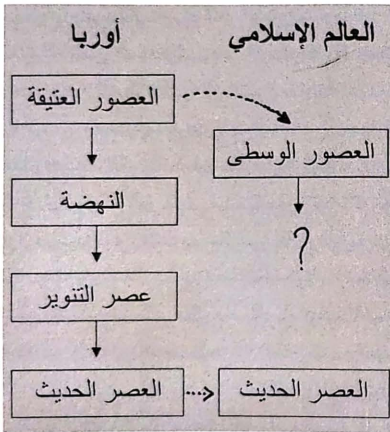 العالم الإسلامي
أوربا
العصور العتيقة
العصور الوسطى
النهضة
?
عصر التنوير
العصر الحديث
العصر الحديث